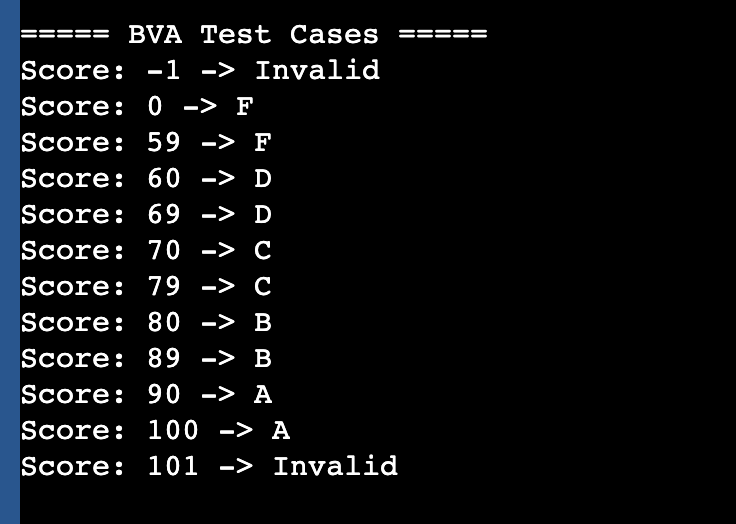 ===== BVA Test Cases =====
Score: -1 -> Invalid
Score: 0 -> F
Score: 59 -> F
Score: 60 -> D
Score: 69 -> D
Score: 70 -> C
Score: 79 -> C
Score: 80 -> B
Score: 89 -> B
Score: 90 -> A
Score: 100 -> A
Score: 101 -> Invalid